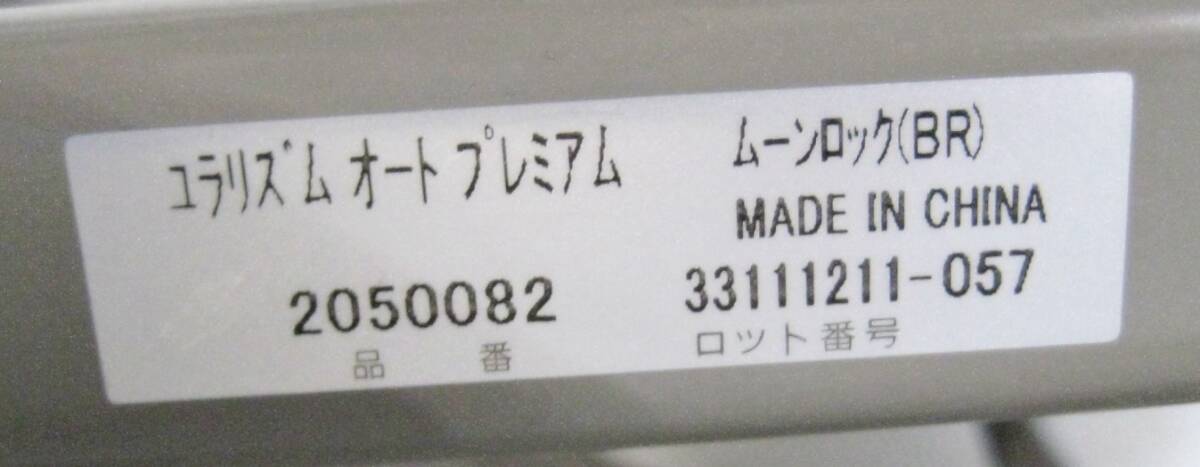 ユラリズム オート プレミアム ムーンロック(BR)
MADE IN CHINA
2050082 33111211-057
品番 ロット番号